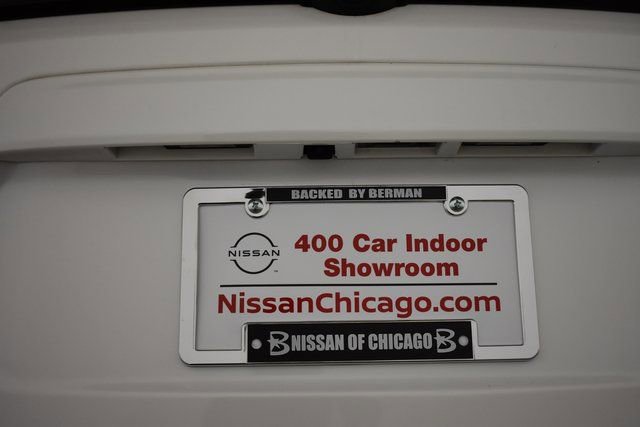 BACKED BY BERMAN
NISSAN
400 Car Indoor
Showroom
NissanChicago.com
B NISSAN OF CHICAGO B